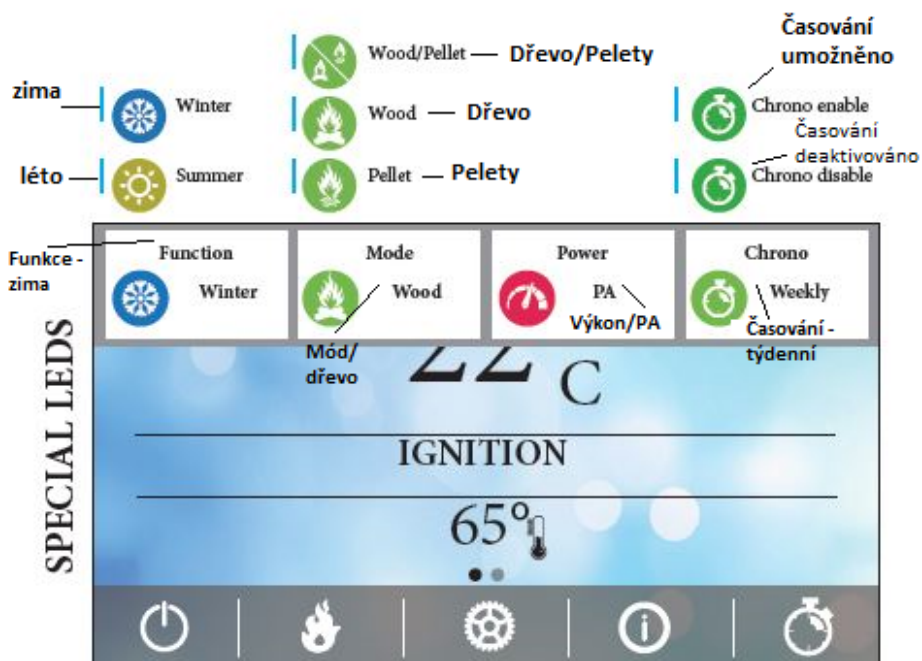 Časování
umožněno
Wood/Pellet
Dřevo/Pelety
zima
Winter
Wood
Dřevo
Chrono enable
Časování
deaktivováno
léto
Summer
Pellet
Pelety
Chrono disable
Funkce -
zima
Function
Winter
Mode
Wood
Power
PA
Chrono
Weekly
Mód/
dřevo
Výkon/PA
Časování -
týdenní
SPECIAL LEDS
22 C
IGNITION
65°